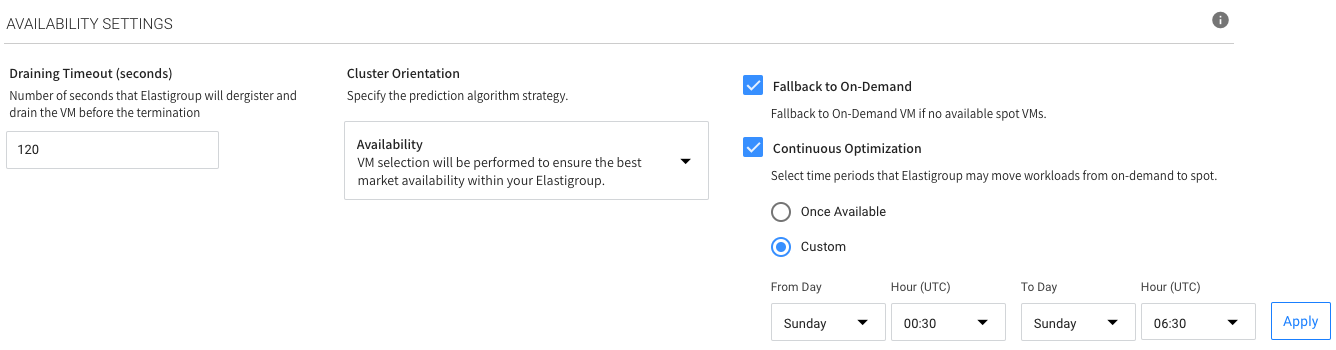 AVAILABILITY SETTINGS
Draining Timeout (seconds)
Number of seconds that Elastigroup will dergister and
drain the VM before the termination
120
Cluster Orientation
Specify the prediction algorithm strategy.
Availability
VM selection will be performed to ensure the best
market availability within your Elastigroup.
Fallback to On-Demand
Fallback to On-Demand VM if no available spot VMs.
Continuous Optimization
Select time periods that Elastigroup may move workloads from on-demand to spot.
Once Available
Custom
From Day Hour (UTC) To Day Hour (UTC)
Sunday 00:30 Sunday 06:30 Apply